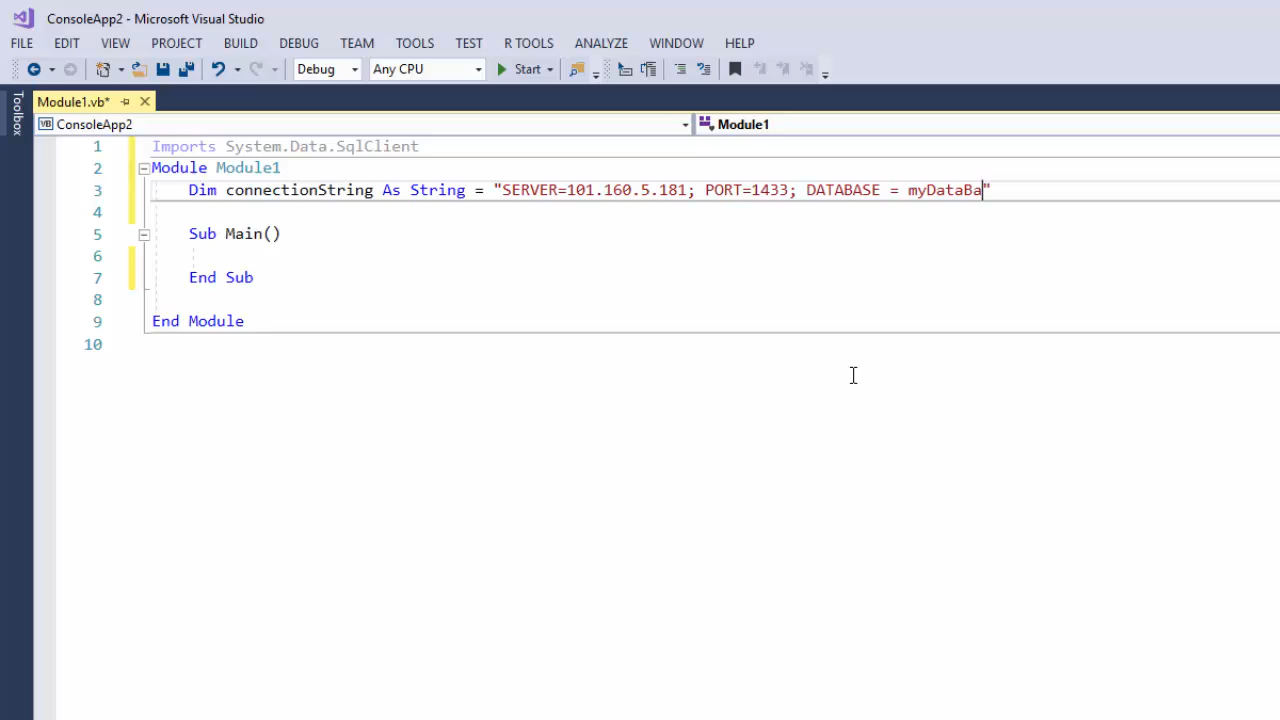 ConsoleApp2 - Microsoft Visual Studio
FILE EDIT VIEW PROJECT BUILD DEBUG TEAM TOOLS TEST R TOOLS ANALYZE WINDOW HELP
Debug Any CPU Start
Toolbox
Module1.vb*
VB ConsoleApp2 Module1
1 Imports System.Data.SqlClient
2 Module Module1
3 Dim connectionString As String = "SERVER=101.160.5.181; PORT=1433; DATABASE = myDataBa"
4
5 Sub Main()
6
7 End Sub
8
9 End Module
10